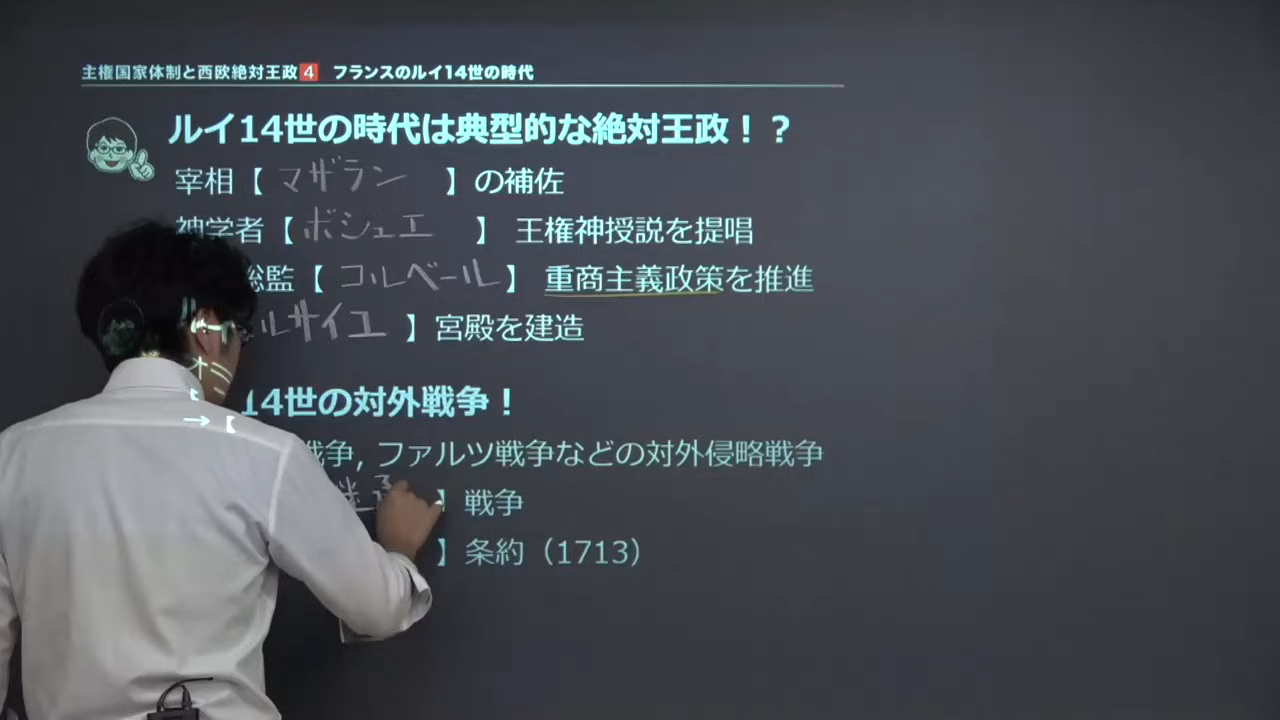 主権国家体制と西欧絶対王政4 フランスのルイ14世の時代
ルイ14世の時代は典型的な絶対王政！？
宰相【 マザラン 】の補佐
神学者【 ボシュエ 】 王権神授説を提唱
総監【 コルベール 】 重商主義政策を推進
ルサイユ 】宮殿を建造
14世の対外戦争！
戦争, ファルツ戦争などの対外侵略戦争
継承 】戦争
】条約（1713）